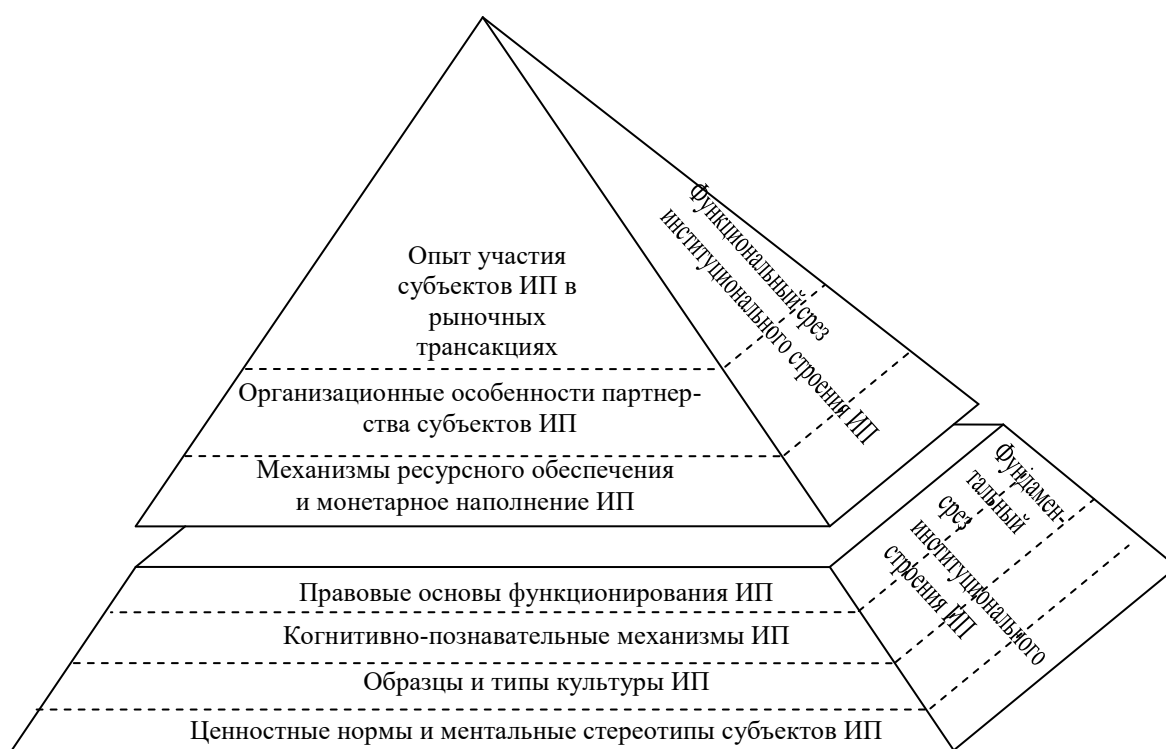 Опыт участия
субъектов ИП в
рыночных
трансакциях
Организационные особенности партнер-
ства субъектов ИП
Механизмы ресурсного обеспечения
и монетарное наполнение ИП
Функциональный срез
институционального строения ИП
Правовые основы функционирования ИП
Когнитивно-познавательные механизмы ИП
Образцы и типы культуры ИП
Ценностные нормы и ментальные стереотипы субъектов ИП
Фундамен-
тальный
срез
институционального
строения ИП